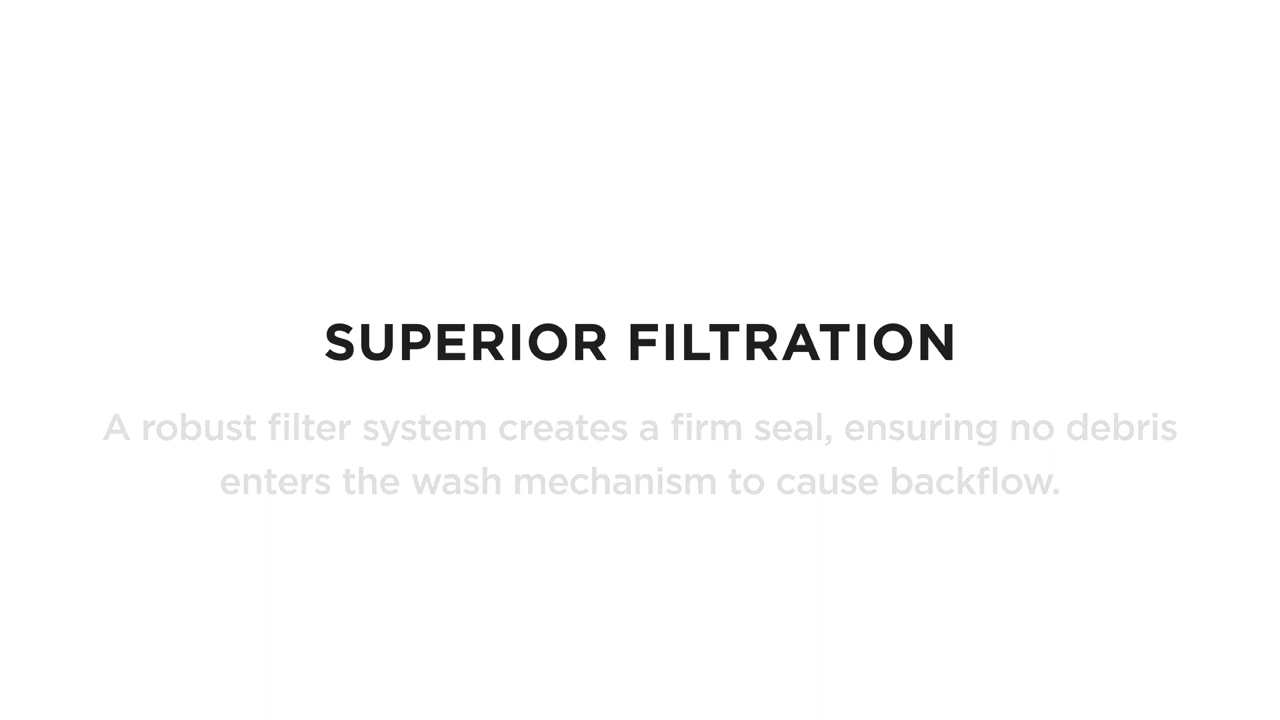 SUPERIOR FILTRATION
A robust filter system creates a firm seal, ensuring no debris
enters the wash mechanism to cause backflow.